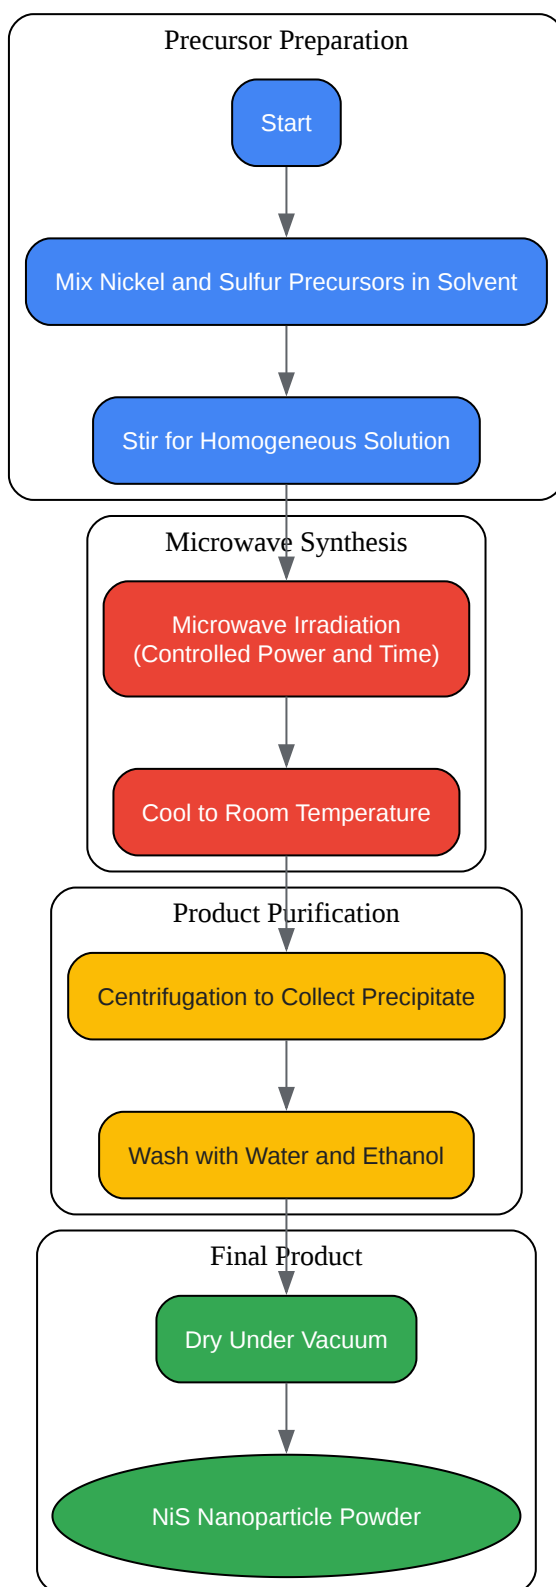 Precursor Preparation
Start
Mix Nickel and Sulfur Precursors in Solvent
Stir for Homogeneous Solution
Microwave Synthesis
Microwave Irradiation
(Controlled Power and Time)
Cool to Room Temperature
Product Purification
Centrifugation to Collect Precipitate
Wash with Water and Ethanol
Final Product
Dry Under Vacuum
NiS Nanoparticle Powder